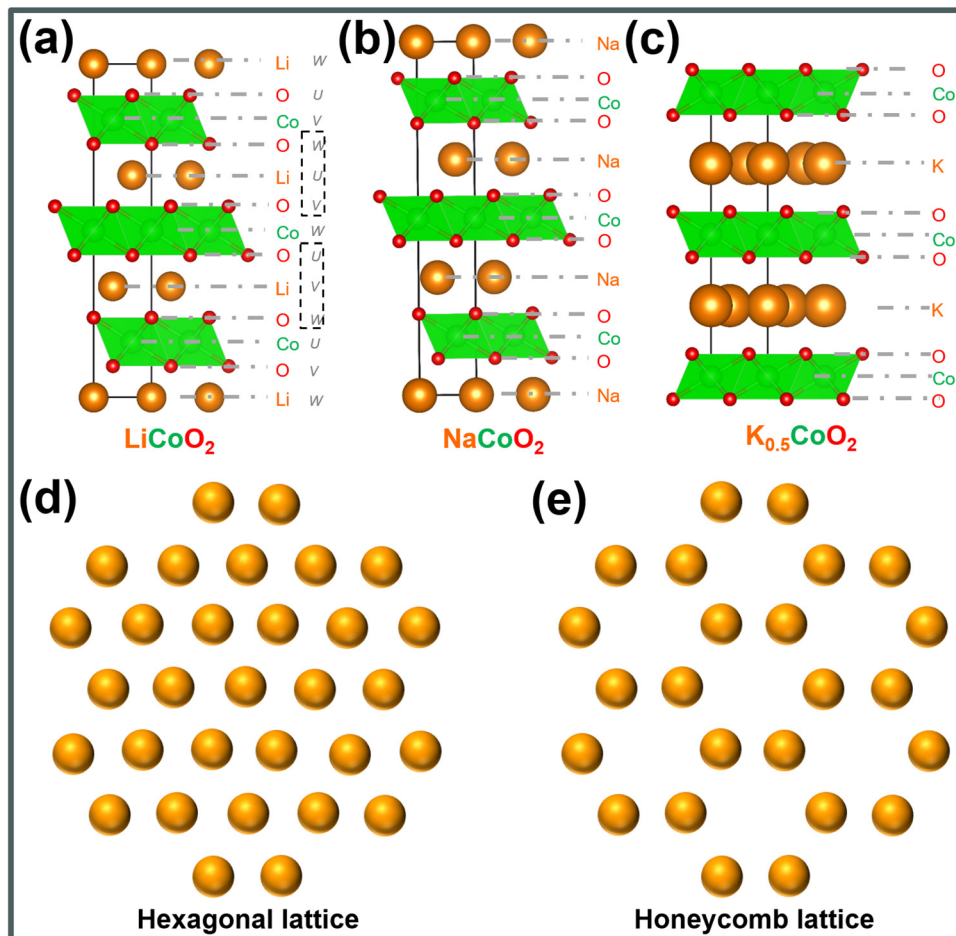 (a)
Li W
O U
Co V
O W
Li U
O V
Co W
O U
Li V
O W
Co U
O V
Li W
LiCoO₂
(b)
Na
O
Co
O
Na
O
Co
O
Na
O
Co
O
Na
NaCoO₂
(c)
O
Co
O
K
O
Co
O
K
O
Co
O
K₀.₅CoO₂
(d)
Hexagonal lattice
(e)
Honeycomb lattice